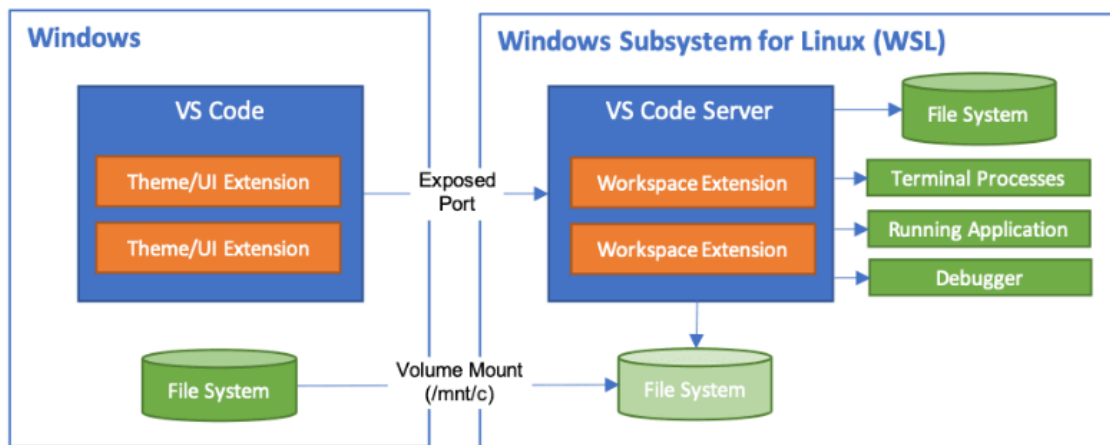 Windows
VS Code
Theme/UI Extension
Theme/UI Extension
File System
Exposed
Port
Volume Mount
(/mnt/c)
Windows Subsystem for Linux (WSL)
VS Code Server
Workspace Extension
Workspace Extension
File System
Terminal Processes
Running Application
Debugger
File System